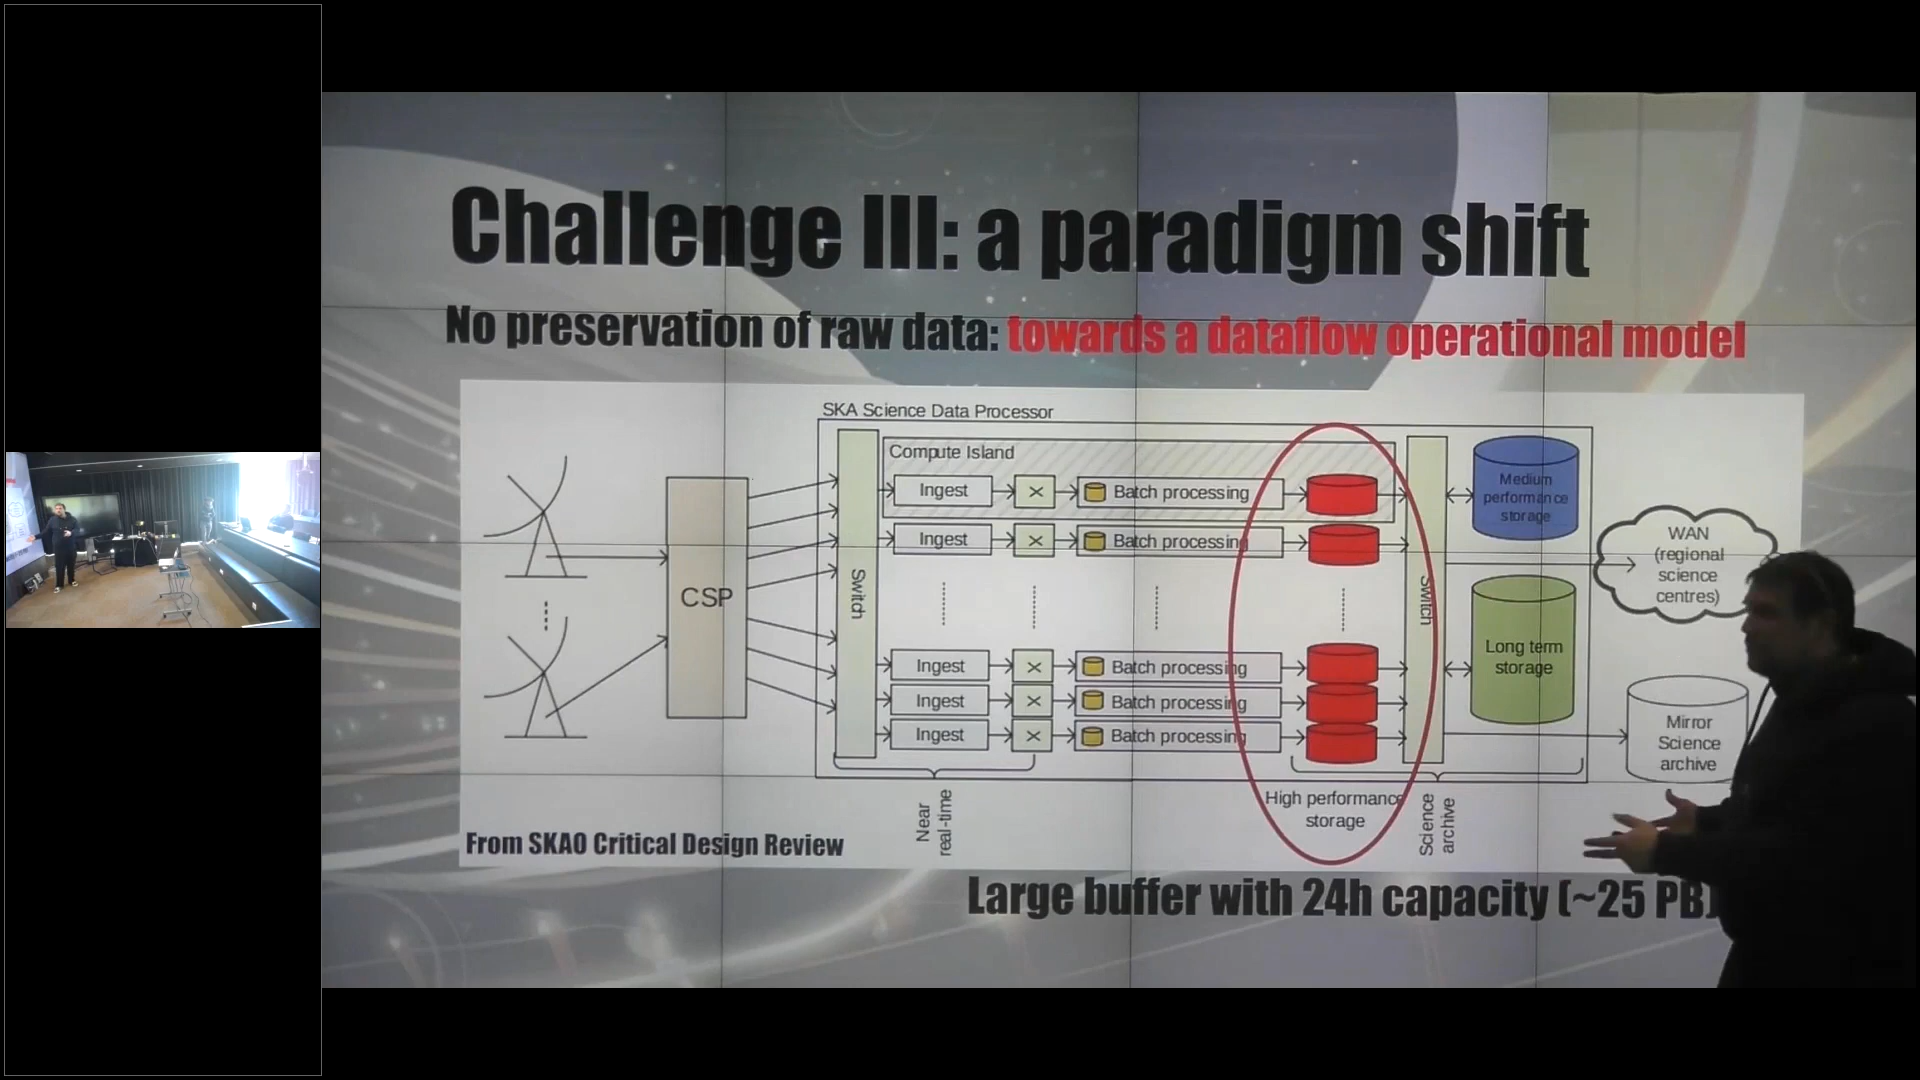 Challenge III: a paradigm shift
No preservation of raw data: towards a dataflow operational model
SKA Science Data Processor
Compute Island
CSP
Switch
Ingest
×
Batch processing
Ingest
×
Batch processing
Ingest
×
Batch processing
Ingest
×
Batch processing
Ingest
×
Batch processing
Switch
Medium
performance
storage
WAN
(regional
science
centres)
Long term
storage
Mirror
Science
archive
Near
real-time
High performance
storage
Science
archive
From SKAO Critical Design Review
Large buffer with 24h capacity (~25 PB)